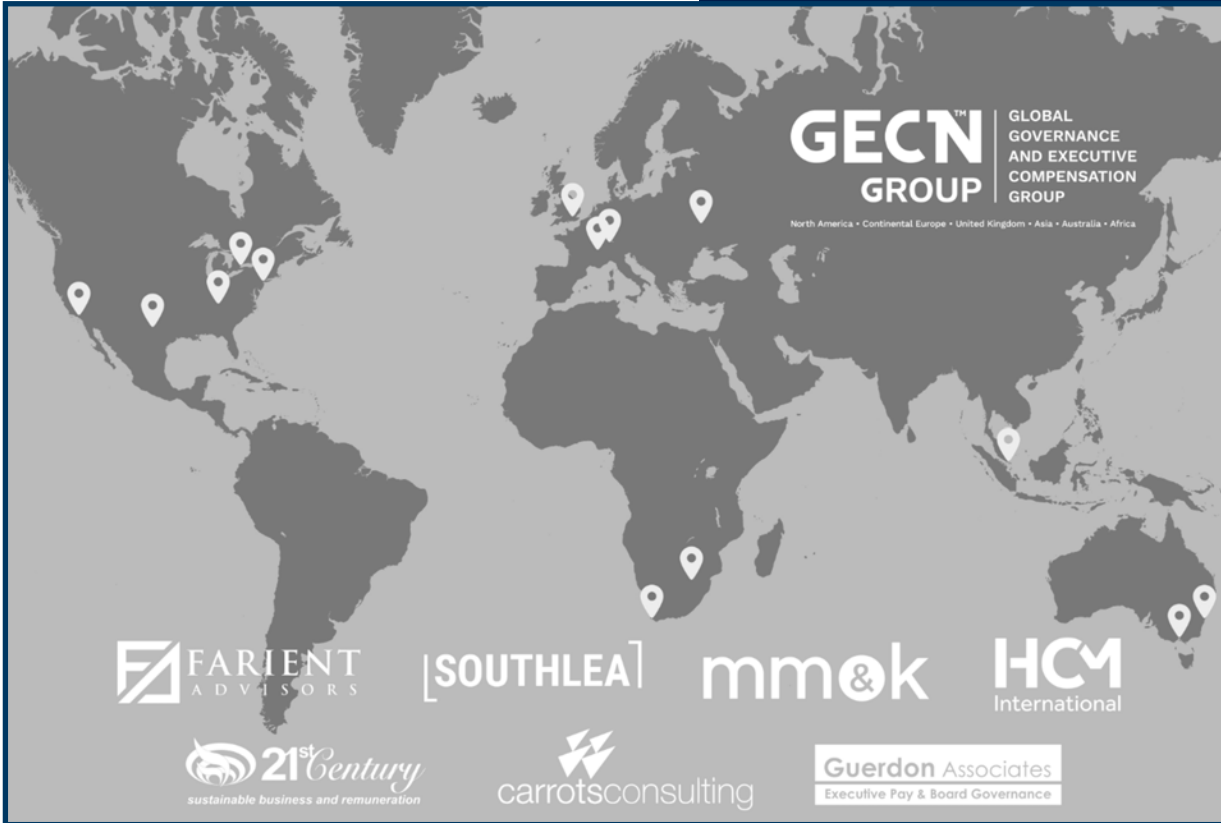 GECN™
GROUP
GLOBAL
GOVERNANCE
AND EXECUTIVE
COMPENSATION
GROUP
North America • Continental Europe • United Kingdom • Asia • Australia • Africa
FARIENT
ADVISORS
[SOUTHLEA]
mm&k
HCM
International
21st Century
sustainable business and remuneration
carrotsconsulting
Guerdon Associates
Executive Pay & Board Governance